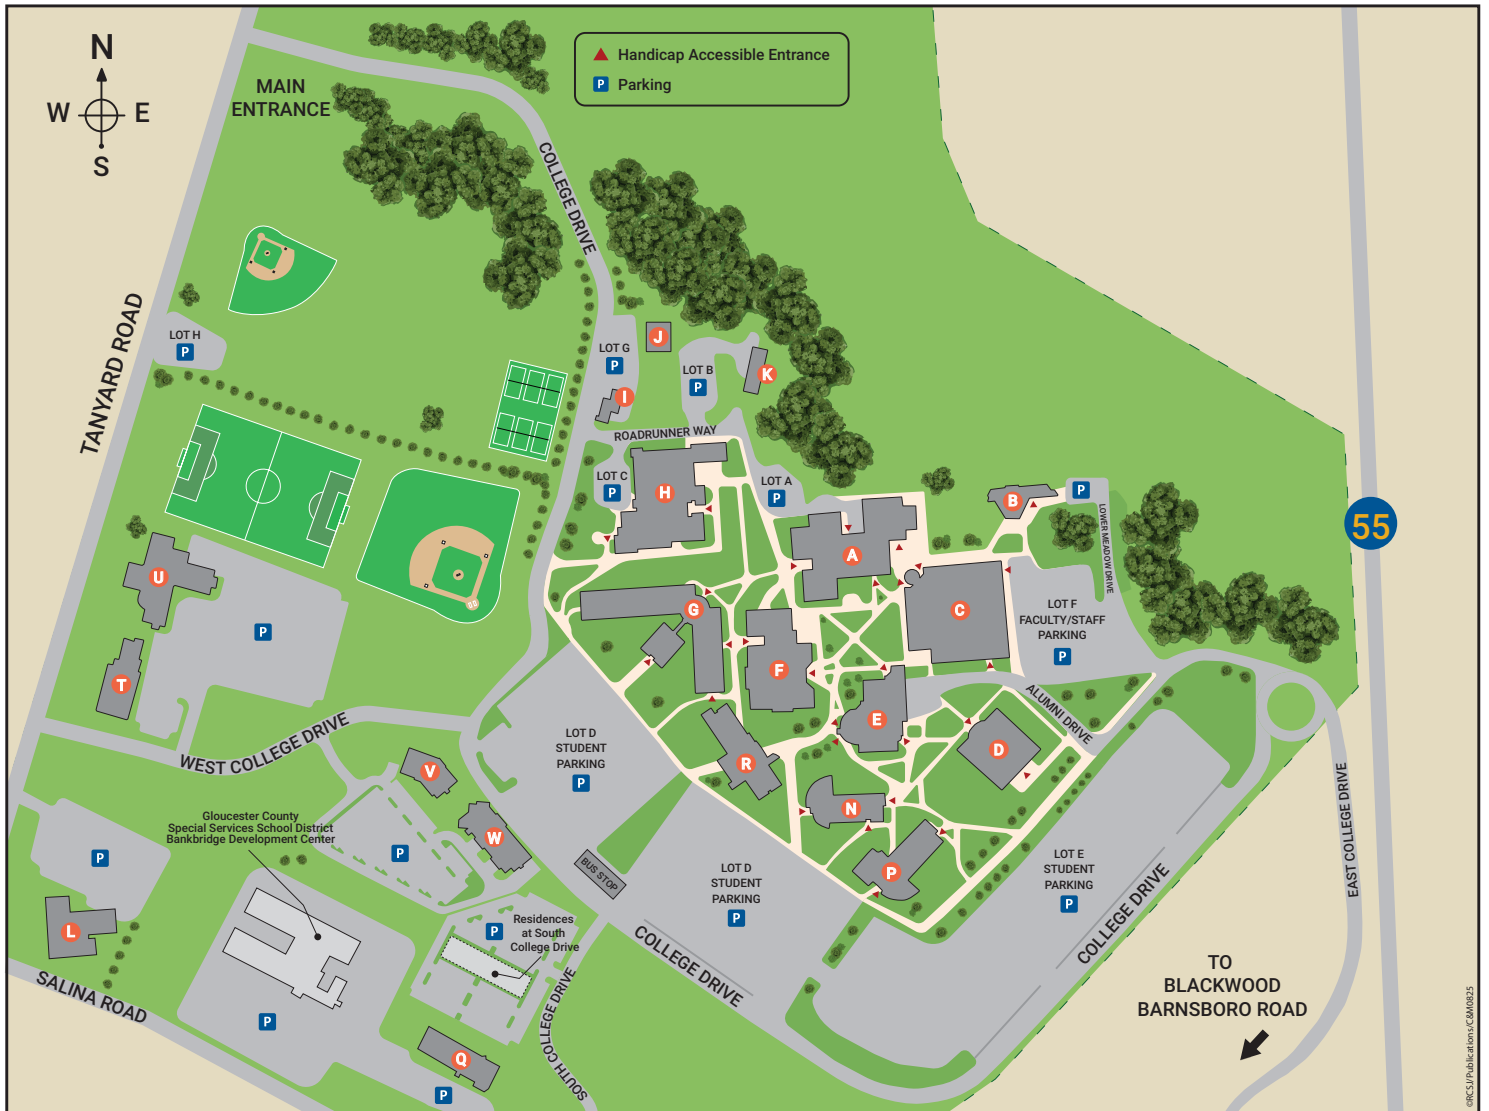 N
W E
S
MAIN
ENTRANCE
Handicap Accessible Entrance
P Parking
COLLEGE DRIVE
TANYARD ROAD
LOT H
P
LOT G
P
J
LOT B
P
K
I
ROADRUNNER WAY
LOT C
P
H
LOT A
P
A
B
P
LOWER MEADOW DRIVE
55
U
P
T
G
F
C
LOT F
FACULTY/STAFF
PARKING
P
E
ALUMNI DRIVE
D
R
N
P
WEST COLLEGE DRIVE
LOT D
STUDENT
PARKING
P
V
W
Gloucester County
Special Services School District
Bankbridge Development Center
P
P
BUS STOP
LOT D
STUDENT
PARKING
P
LOT E
STUDENT
PARKING
P
EAST COLLEGE DRIVE
COLLEGE DRIVE
L
P
Residences
at South
College Drive
COLLEGE DRIVE
SALINA ROAD
P
Q
P
SOUTH COLLEGE DRIVE
TO
BLACKWOOD
BARNSBORO ROAD
©RCSJ/Publications/C&M0825